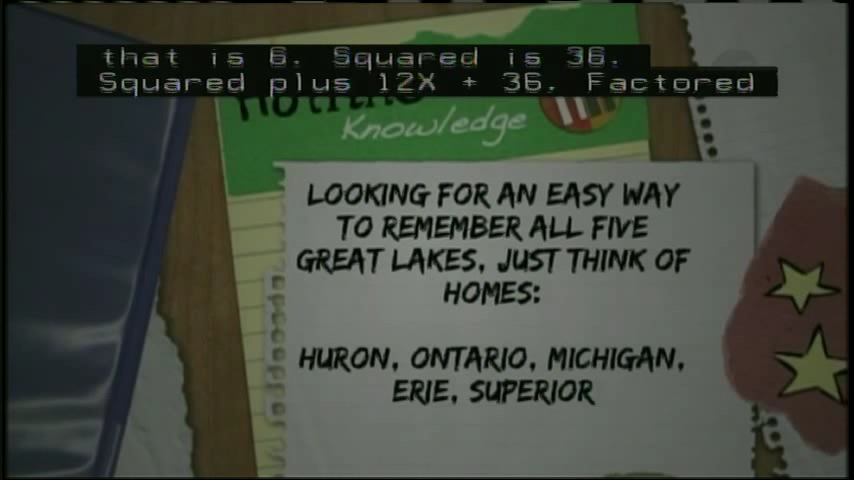 that is 6. Squared is 36.
Squared plus 12X + 36. Factored
Knowledge
LOOKING FOR AN EASY WAY
TO REMEMBER ALL FIVE
GREAT LAKES, JUST THINK OF
HOMES:
HURON, ONTARIO, MICHIGAN,
ERIE, SUPERIOR